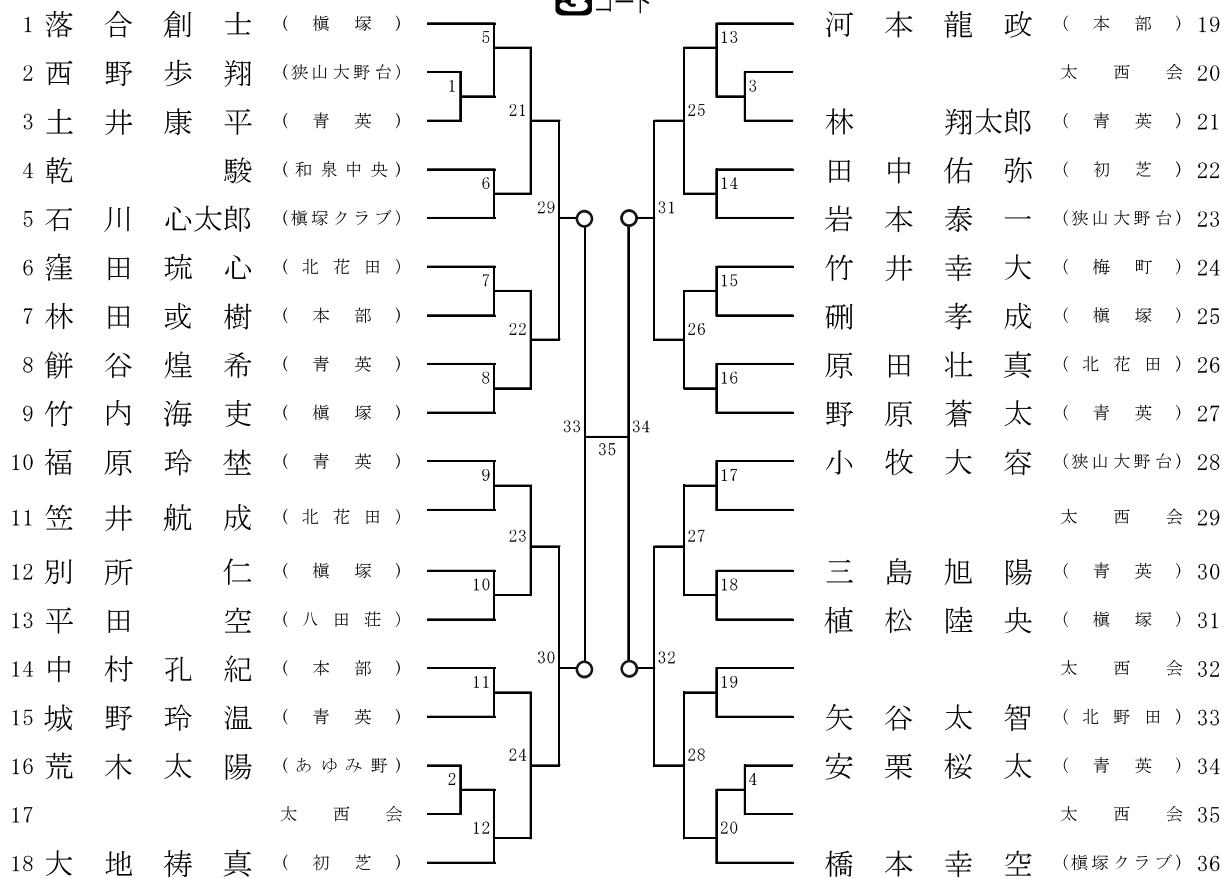 3コート
1 落合創士 (槇塚)
2 西野歩翔 (狭山大野台)
3 土井康平 (青英)
4 乾駿 (和泉中央)
5 石川心太郎 (槇塚クラブ)
6 窪田琉心 (北花田)
7 林田或樹 (本部)
8 餅谷煌希 (青英)
9 竹内海吏 (槇塚)
10 福原玲埜 (青英)
11 笠井航成 (北花田)
12 別所仁 (槇塚)
13 平田空 (八田荘)
14 中村孔紀 (本部)
15 城野玲温 (青英)
16 荒木太陽 (あゆみ野)
17 太西会
18 大地祷真 (初芝)
1
2
5
6
7
8
9
10
11
12
21
22
23
24
29
30
33
35
34
31
32
25
26
27
28
13
14
15
16
17
18
19
20
3
4
河本龍政 (本部) 19
太西会 20
林翔太郎 (青英) 21
田中佑弥 (初芝) 22
岩本泰一 (狭山大野台) 23
竹井幸大 (梅町) 24
硎孝成 (槇塚) 25
原田壮真 (北花田) 26
野原蒼太 (青英) 27
小牧大容 (狭山大野台) 28
太西会 29
三島旭陽 (青英) 30
植松陸央 (槇塚) 31
太西会 32
矢谷太智 (北野田) 33
安栗桜太 (青英) 34
太西会 35
橋本幸空 (槇塚クラブ) 36